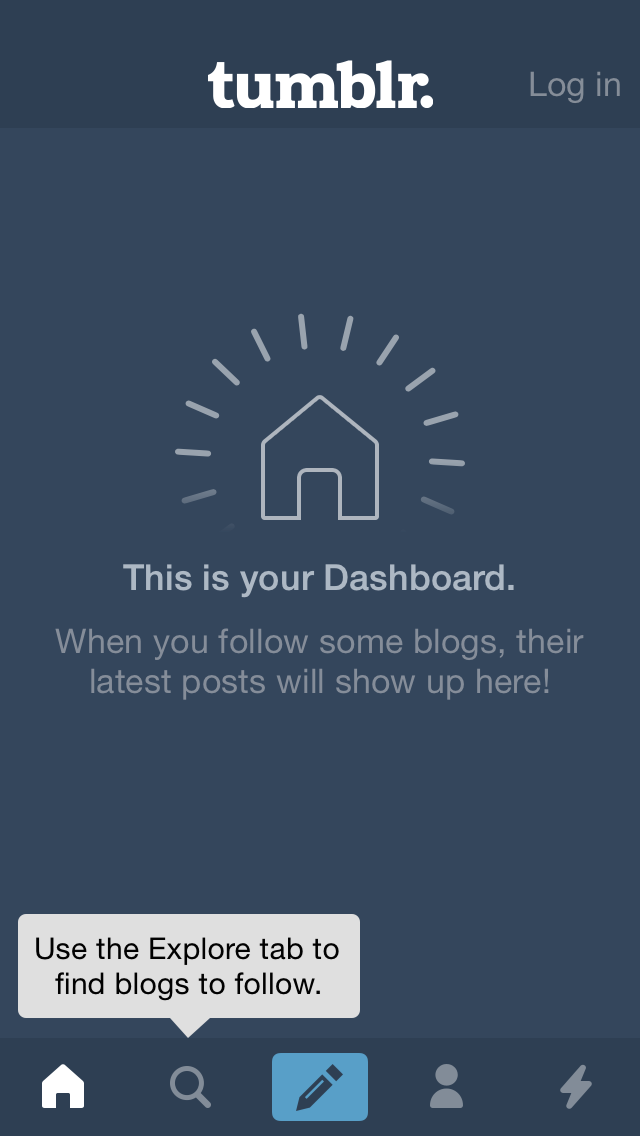 tumblr.
Log in
This is your Dashboard.
When you follow some blogs, their
latest posts will show up here!
Use the Explore tab to
find blogs to follow.